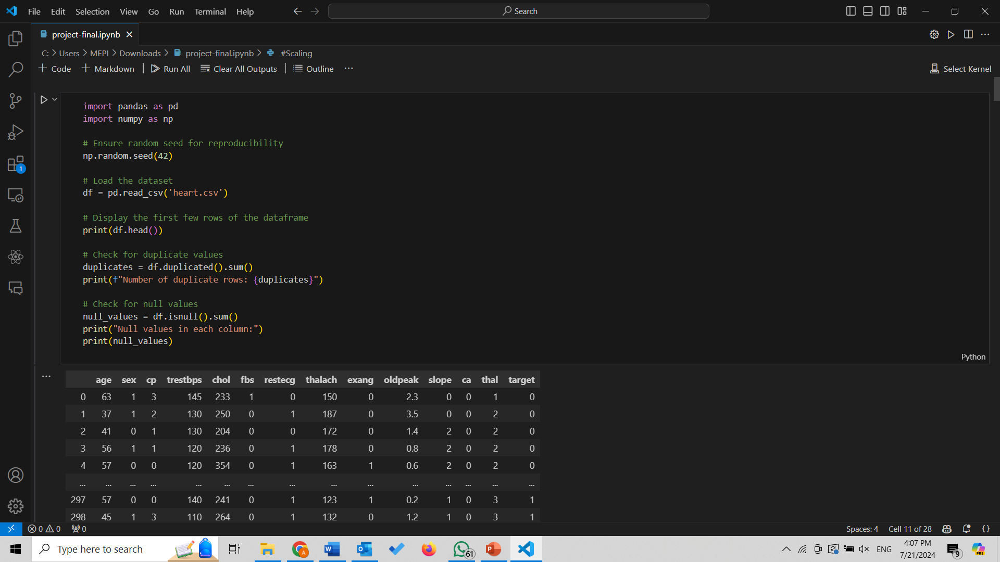 File Edit Selection View Go Run Terminal Help
Search
project-final.ipynb
C: > Users > MEPI > Downloads > project-final.ipynb > #Scaling
+ Code + Markdown | Run All Clear All Outputs | Outline ...
Select Kernel
import pandas as pd
import numpy as np
# Ensure random seed for reproducibility
np.random.seed(42)
# Load the dataset
df = pd.read_csv('heart.csv')
# Display the first few rows of the dataframe
print(df.head())
# Check for duplicate values
duplicates = df.duplicated().sum()
print(f"Number of duplicate rows: {duplicates}")
# Check for null values
null_values = df.isnull().sum()
print("Null values in each column:")
print(null_values)
Python
age sex cp trestbps chol fbs restecg thalach exang oldpeak slope ca thal target
0 63 1 3 145 233 1 0 150 0 2.3 0 0 1 0
1 37 1 2 130 250 0 1 187 0 3.5 0 0 2 0
2 41 0 1 130 204 0 0 172 0 1.4 2 0 2 0
3 56 1 1 120 236 0 1 178 0 0.8 2 0 2 0
4 57 0 0 120 354 0 1 163 1 0.6 2 0 2 0
... ... ... ... ... ... ... ... ... ... ... ... ... ... ...
297 57 0 0 140 241 0 1 123 1 0.2 1 0 3 1
298 45 1 3 110 264 0 1 132 0 1.2 1 0 3 1
1
0 0 0
Spaces: 4 Cell 11 of 28
Type here to search
61
ENG
4:07 PM
7/21/2024
9
PRE